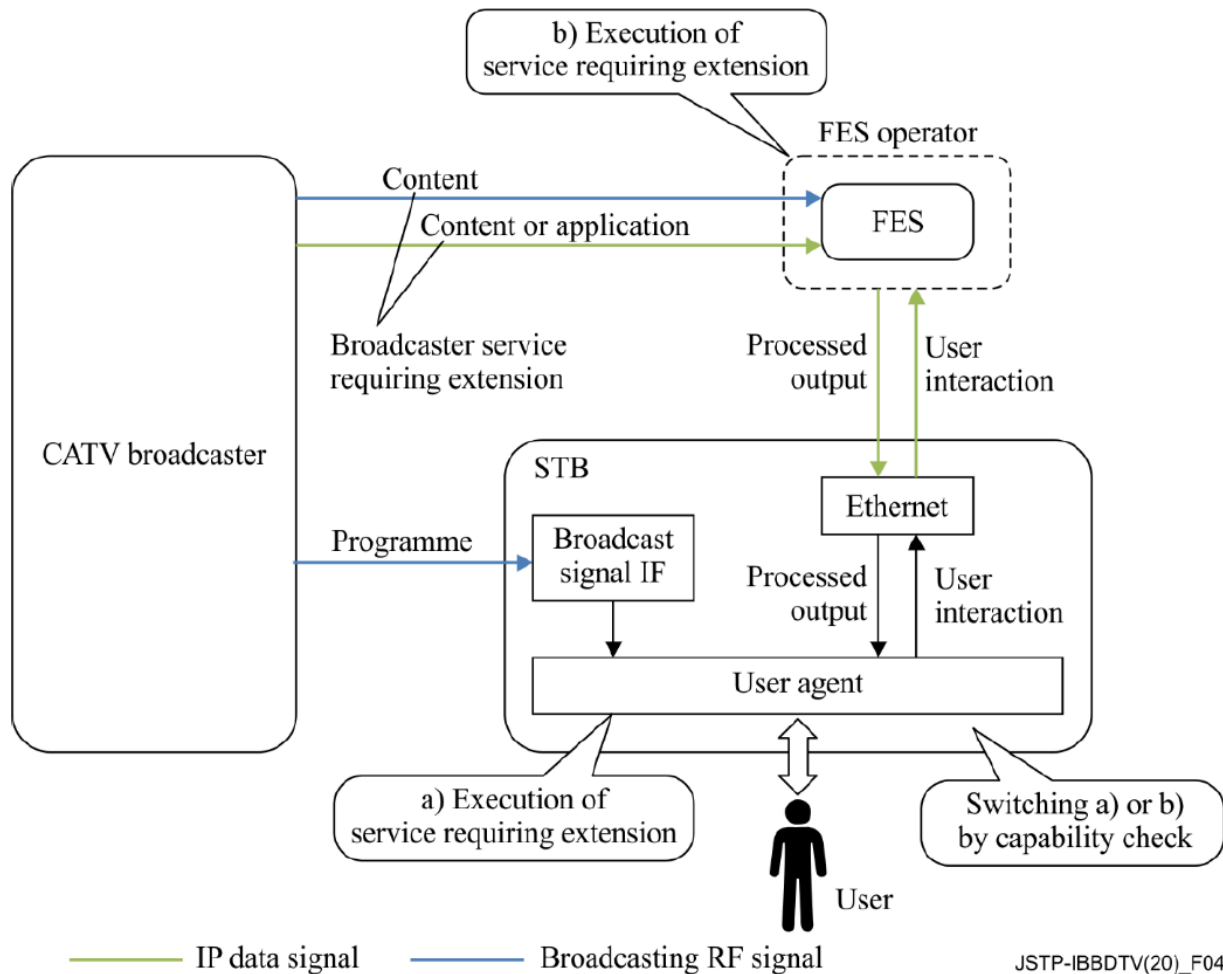 b) Execution of
service requiring extension
FES operator
Content
FES
Content or application
Broadcaster service
requiring extension
Processed
output
User
interaction
CATV broadcaster
STB
Ethernet
Programme
Broadcast
signal IF
Processed
output
User
interaction
User agent
a) Execution of
service requiring extension
Switching a) or b)
by capability check
User
IP data signal
Broadcasting RF signal
JSTP-IBBDTV(20)_F04